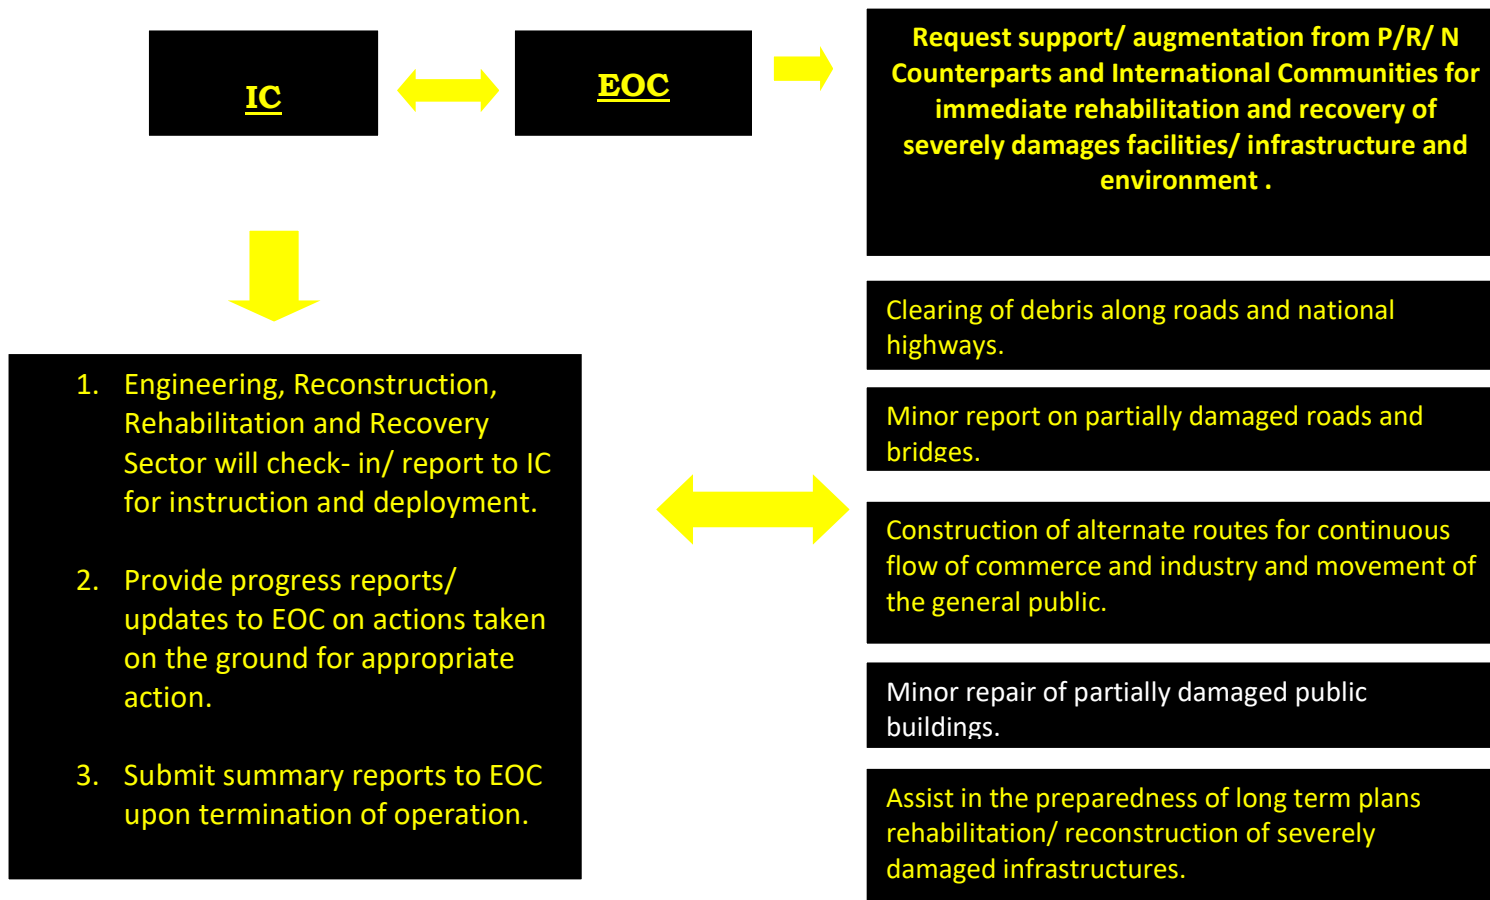 IC
EOC
Request support/ augmentation from P/R/ N
Counterparts and International Communities for
immediate rehabilitation and recovery of
severely damages facilities/ infrastructure and
environment .
1. Engineering, Reconstruction,
Rehabilitation and Recovery
Sector will check- in/ report to IC
for instruction and deployment.
2. Provide progress reports/
updates to EOC on actions taken
on the ground for appropriate
action.
3. Submit summary reports to EOC
upon termination of operation.
Clearing of debris along roads and national
highways.
Minor report on partially damaged roads and
bridges.
Construction of alternate routes for continuous
flow of commerce and industry and movement of
the general public.
Minor repair of partially damaged public
buildings.
Assist in the preparedness of long term plans
rehabilitation/ reconstruction of severely
damaged infrastructures.